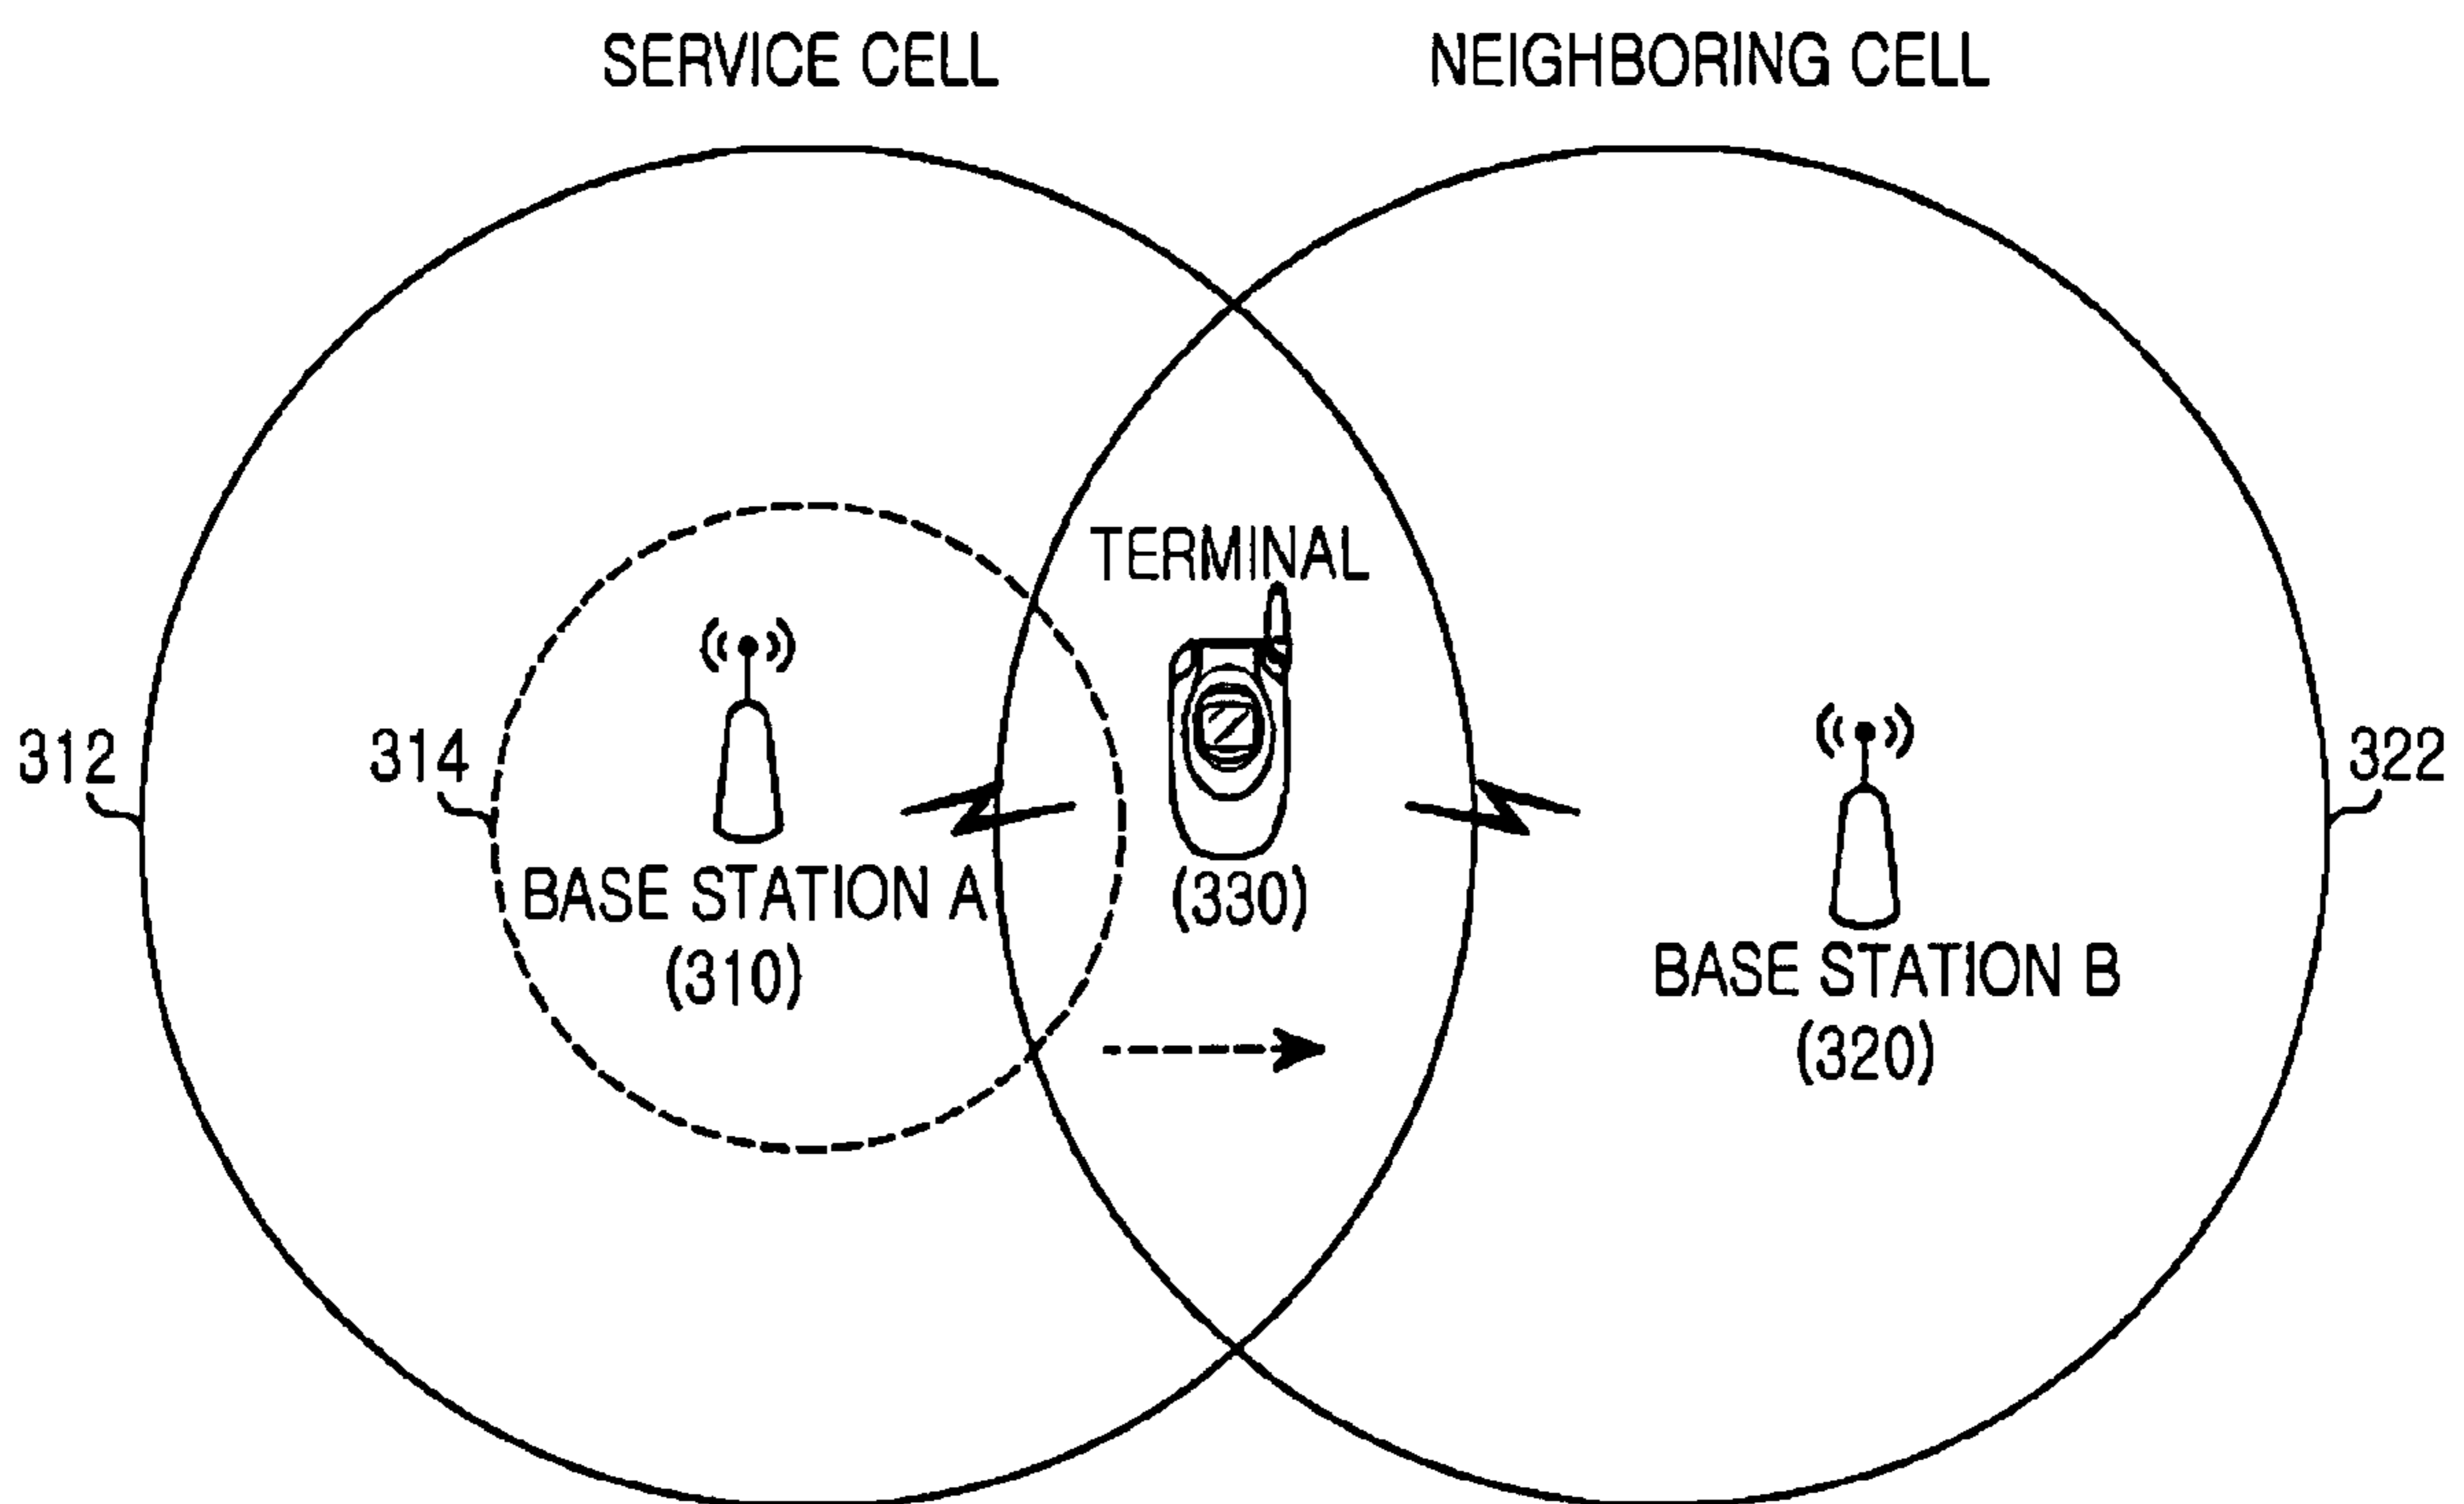 SERVICE CELL
NEIGHBORING CELL
TERMINAL
312
314
322
BASE STATION A
(310)
(330)
BASE STATION B
(320)